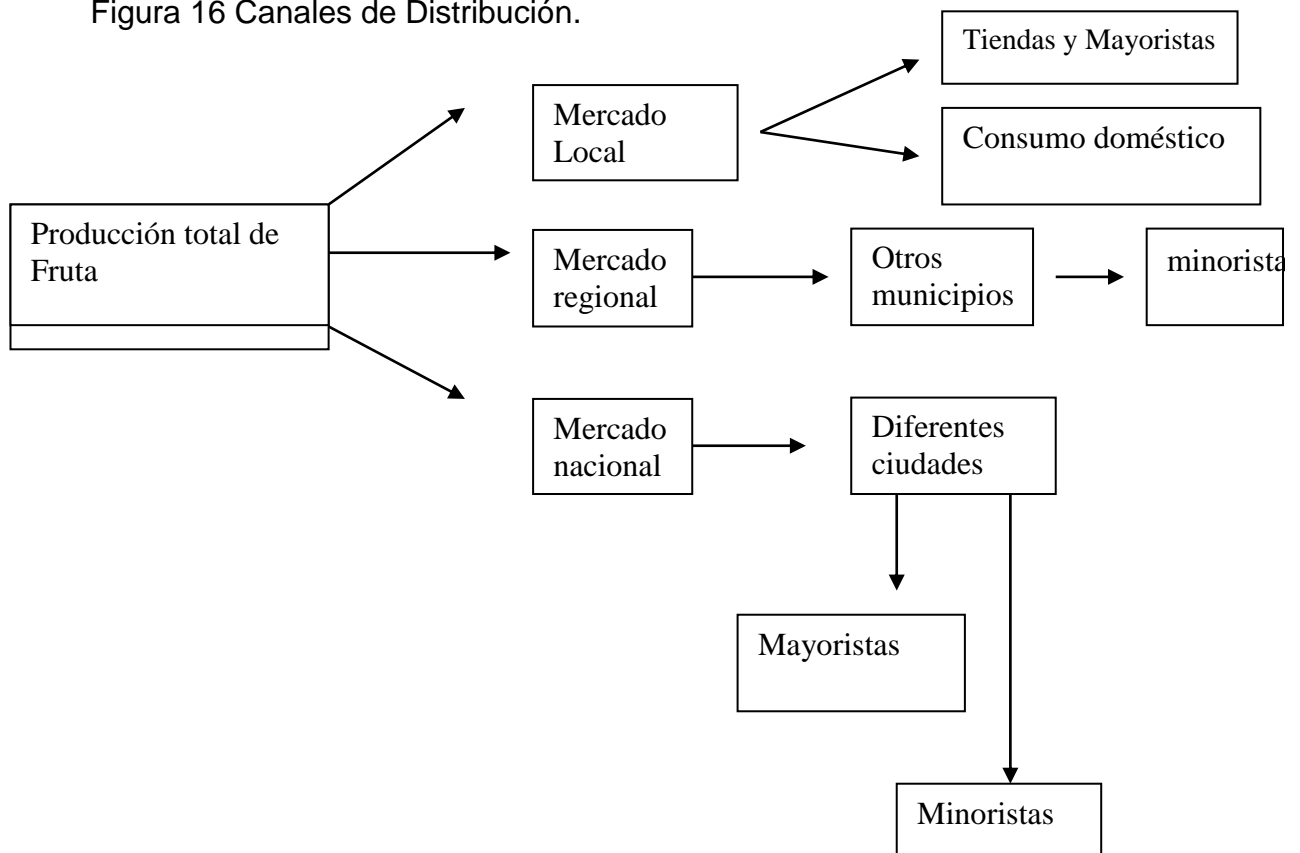 Figura 16 Canales de Distribución.
Tiendas y Mayoristas
Mercado
Local
Consumo doméstico
Producción total de
Fruta
Mercado
regional
Otros
municipios
minorista
Mercado
nacional
Diferentes
ciudades
Mayoristas
Minoristas